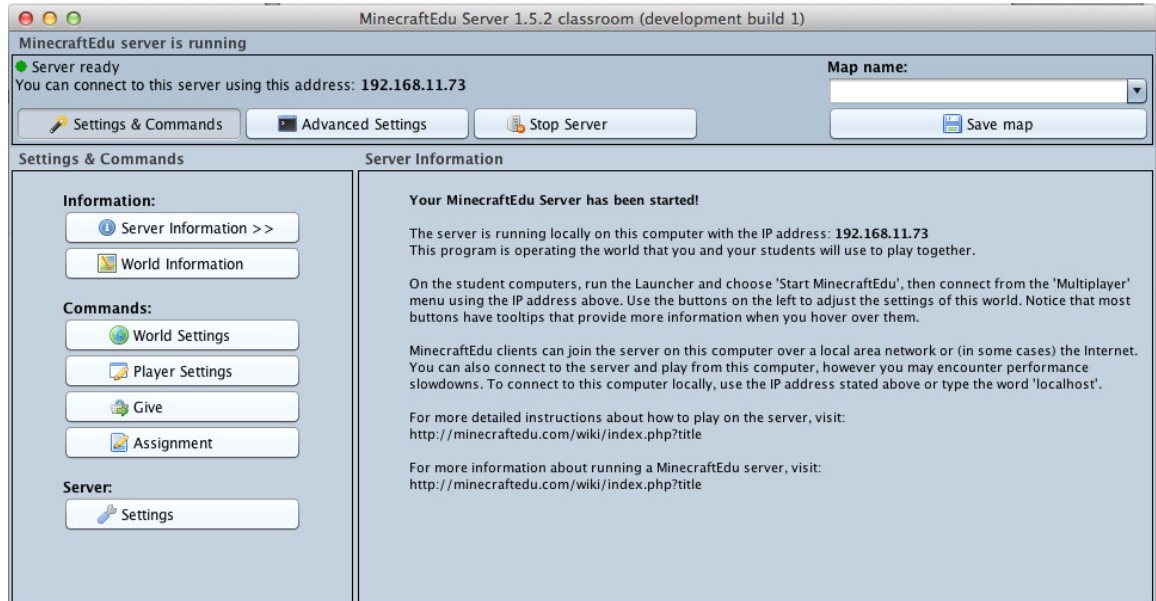 MinecraftEdu Server 1.5.2 classroom (development build 1)
MinecraftEdu server is running
Server ready
You can connect to this server using this address: 192.168.11.73
Map name:
Settings & Commands
Advanced Settings
Stop Server
Save map
Settings & Commands
Information:
Server Information >>
World Information
Commands:
World Settings
Player Settings
Give
Assignment
Server:
Settings
Server Information
Your MinecraftEdu Server has been started!
The server is running locally on this computer with the IP address: 192.168.11.73
This program is operating the world that you and your students will use to play together.
On the student computers, run the Launcher and choose 'Start MinecraftEdu', then connect from the 'Multiplayer'
menu using the IP address above. Use the buttons on the left to adjust the settings of this world. Notice that most
buttons have tooltips that provide more information when you hover over them.
MinecraftEdu clients can join the server on this computer over a local area network or (in some cases) the Internet.
You can also connect to the server and play from this computer, however you may encounter performance
slowdowns. To connect to this computer locally, use the IP address stated above or type the word 'localhost'.
For more detailed instructions about how to play on the server, visit:
http://minecraftedu.com/wiki/index.php?title
For more information about running a MinecraftEdu server, visit:
http://minecraftedu.com/wiki/index.php?title